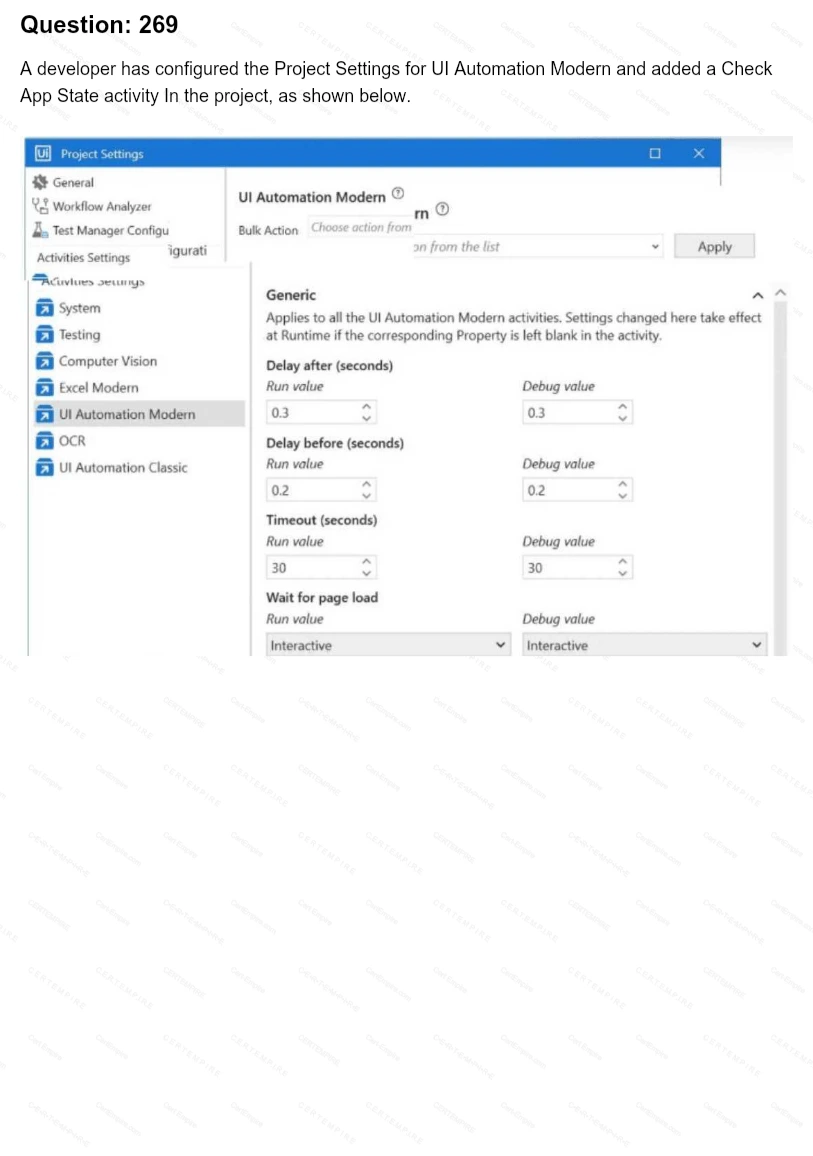 Question: 269
A developer has configured the Project Settings for UI Automation Modern and added a Check
App State activity In the project, as shown below.
Ui Project Settings
General
Workflow Analyzer
Test Manager Configu
igurati
Activities Settings
Activities Settings
System
Testing
Computer Vision
Excel Modern
UI Automation Modern
OCR
UI Automation Classic
UI Automation Modern ?
rn ?
Bulk Action Choose action from
on from the list
Apply
Generic
Applies to all the UI Automation Modern activities. Settings changed here take effect
at Runtime if the corresponding Property is left blank in the activity.
Delay after (seconds)
Run value Debug value
0.3 0.3
Delay before (seconds)
Run value Debug value
0.2 0.2
Timeout (seconds)
Run value Debug value
30 30
Wait for page load
Run value Debug value
Interactive Interactive